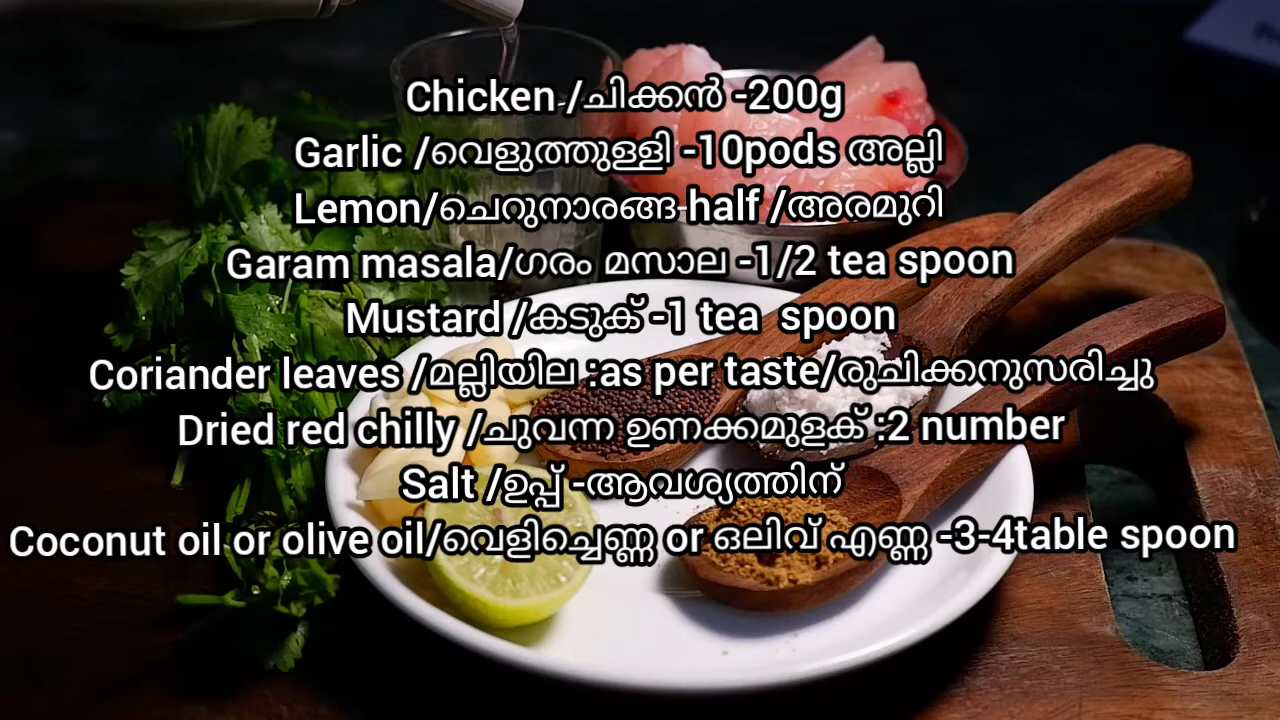 Chicken /ചിക്കൻ -200g
Garlic /വെളുത്തുള്ളി -10pods അല്ലി
Lemon/ചെറുനാരങ്ങ-half /അരമുറി
Garam masala/ഗരം മസാല -1/2 tea spoon
Mustard /കടുക് -1 tea  spoon
Coriander leaves /മല്ലിയില :as per taste/രുചിക്കനുസരിച്ചു
Dried red chilly /ചുവന്ന ഉണക്കമുളക് :2 number
Salt /ഉപ്പ് -ആവശ്യത്തിന്
Coconut oil or olive oil/വെളിച്ചെണ്ണ or ഒലിവ് എണ്ണ -3-4table spoon